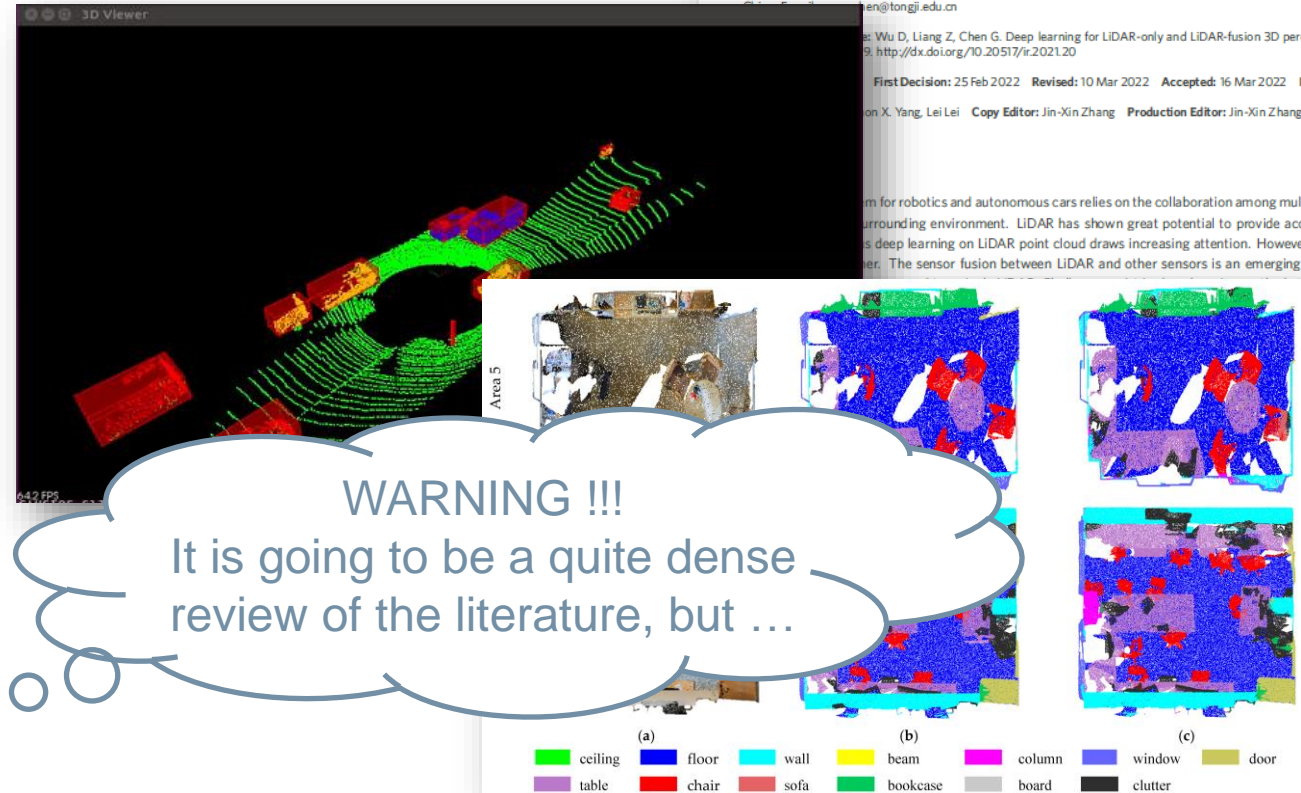 3D Viewer
en@tongji.edu.cn
e: Wu D, Liang Z, Chen G. Deep learning for LiDAR-only and LiDAR-fusion 3D per
9. http://dx.doi.org/10.20517/ir.2021.20
First Decision: 25 Feb 2022 Revised: 10 Mar 2022 Accepted: 16 Mar 2022
on X. Yang, Lei Lei Copy Editor: Jin-Xin Zhang Production Editor: Jin-Xin Zhang
m for robotics and autonomous cars relies on the collaboration among mul
urrounding environment. LiDAR has shown great potential to provide acc
is deep learning on LiDAR point cloud draws increasing attention. Howeve
er. The sensor fusion between LiDAR and other sensors is an emerging
64.2 FPS
Area 5
WARNING !!!
It is going to be a quite dense
review of the literature, but …
(a) (b) (c)
ceiling floor wall beam column window door
table chair sofa bookcase board clutter